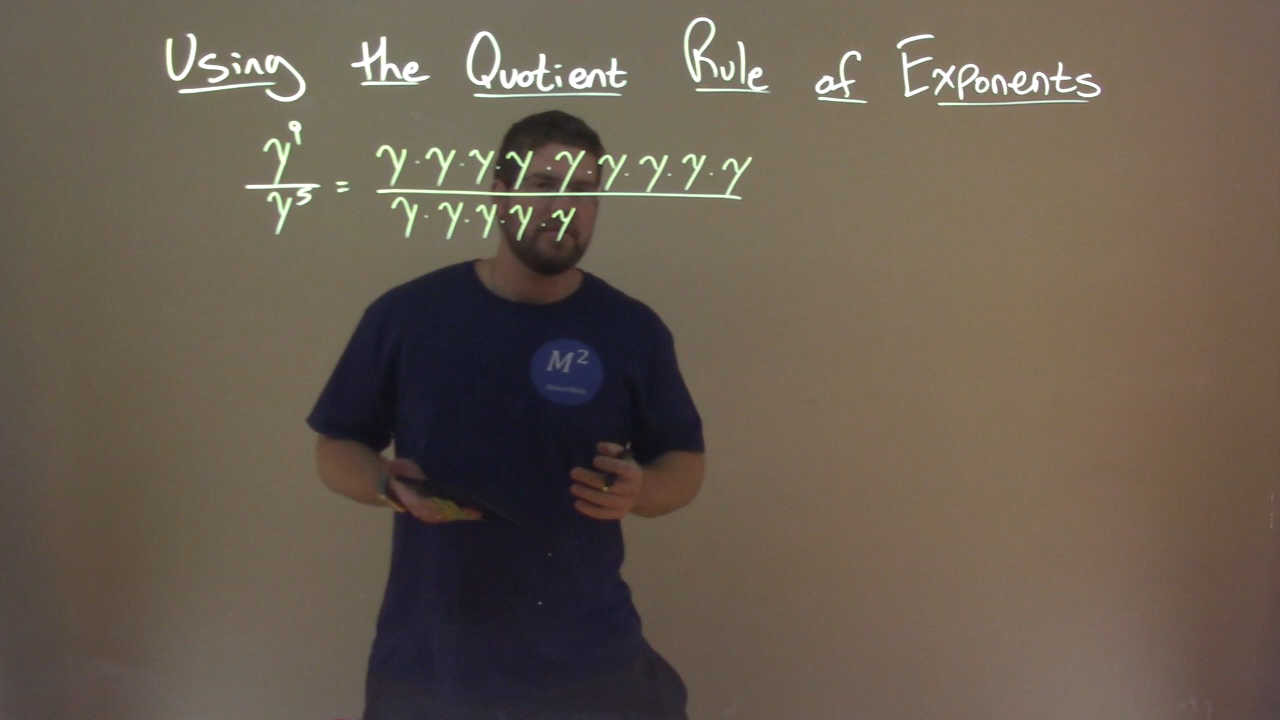 Using the Quotient Rule of Exponents
y⁹/y⁵ = y·y·y·y·y·y·y·y·y / y·y·y·y·y
M²